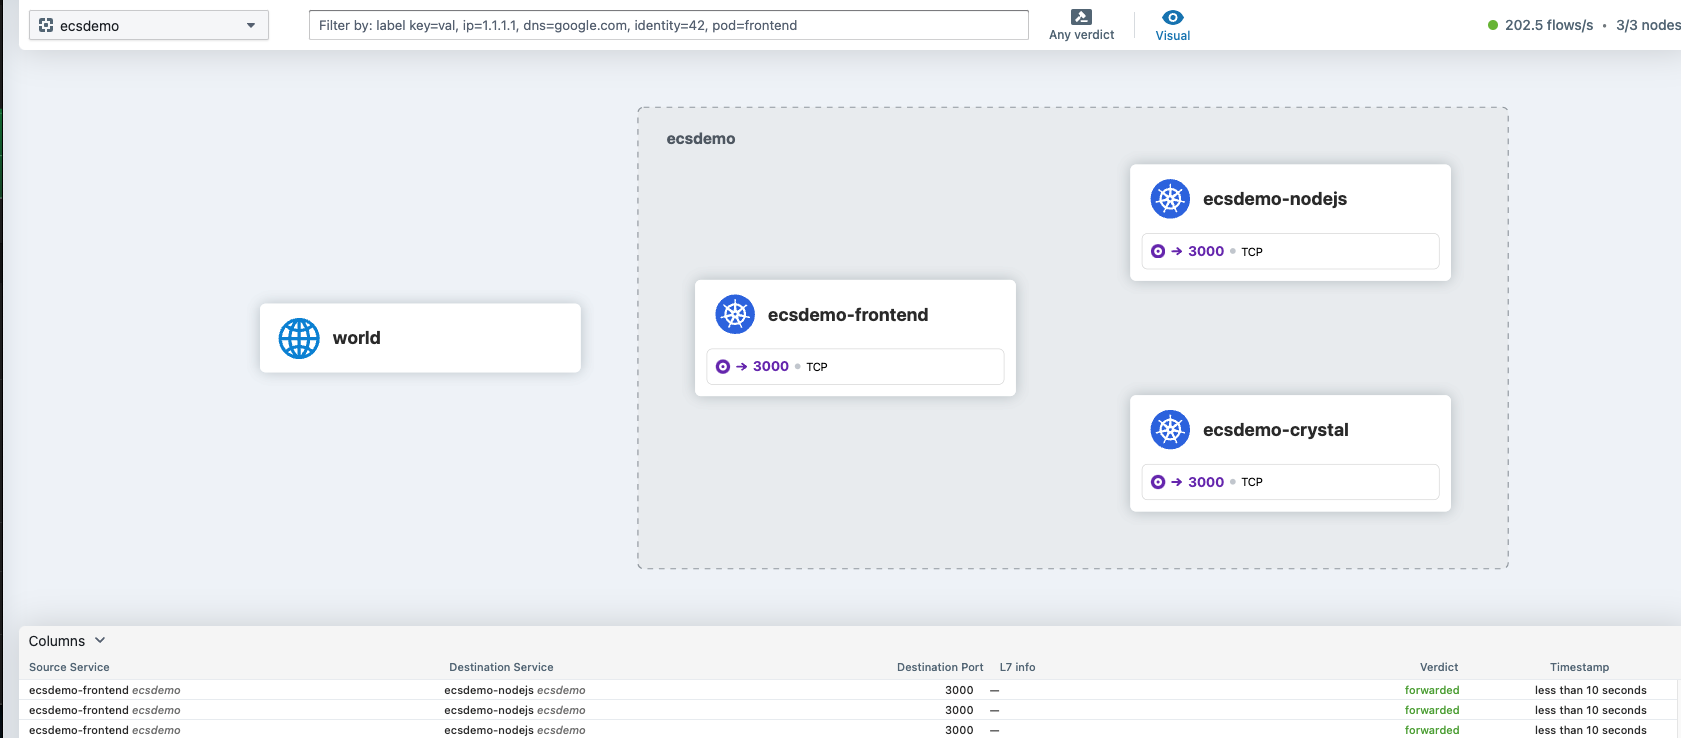 ecsdemo
Filter by: label key=val, ip=1.1.1.1, dns=google.com, identity=42, pod=frontend
Any verdict
Visual
202.5 flows/s • 3/3 nodes
ecsdemo
ecsdemo-nodejs
→ 3000 • TCP
ecsdemo-frontend
→ 3000 • TCP
world
ecsdemo-crystal
→ 3000 • TCP
Columns
Source Service Destination Service Destination Port L7 info Verdict Timestamp
ecsdemo-frontend ecsdemo ecsdemo-nodejs ecsdemo 3000 — forwarded less than 10 seconds
ecsdemo-frontend ecsdemo ecsdemo-nodejs ecsdemo 3000 — forwarded less than 10 seconds
ecsdemo-frontend ecsdemo ecsdemo-nodejs ecsdemo 3000 — forwarded less than 10 seconds